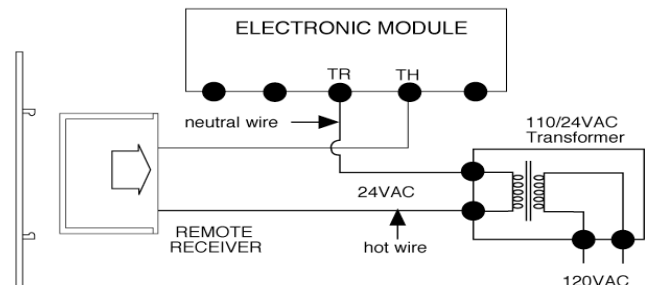 ELECTRONIC MODULE
TR TH
neutral wire
110/24VAC
Transformer
24VAC
REMOTE
RECEIVER
hot wire
120VAC